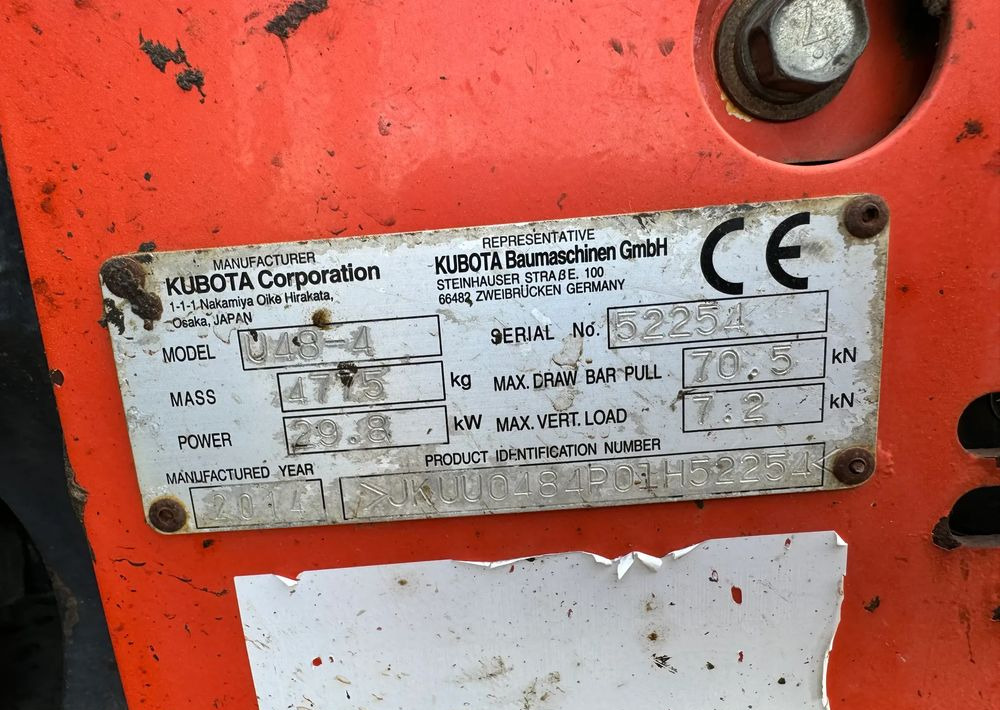 MANUFACTURER
KUBOTA Corporation
1-1-1 Nakamiya Oike Hirakata,
Osaka, JAPAN
REPRESENTATIVE
KUBOTA Baumaschinen GmbH
STEINHAUSER STRAßE. 100
66482 ZWEIBRÜCKEN GERMANY
CE
MODEL U48-4
SERIAL No. 52254
MASS 4775 kg
MAX. DRAW BAR PULL 70.5 kN
POWER 29.8 kW
MAX. VERT. LOAD 7.2 kN
MANUFACTURED YEAR
2014
PRODUCT IDENTIFICATION NUMBER
>JKUU0484P01H52254<
7